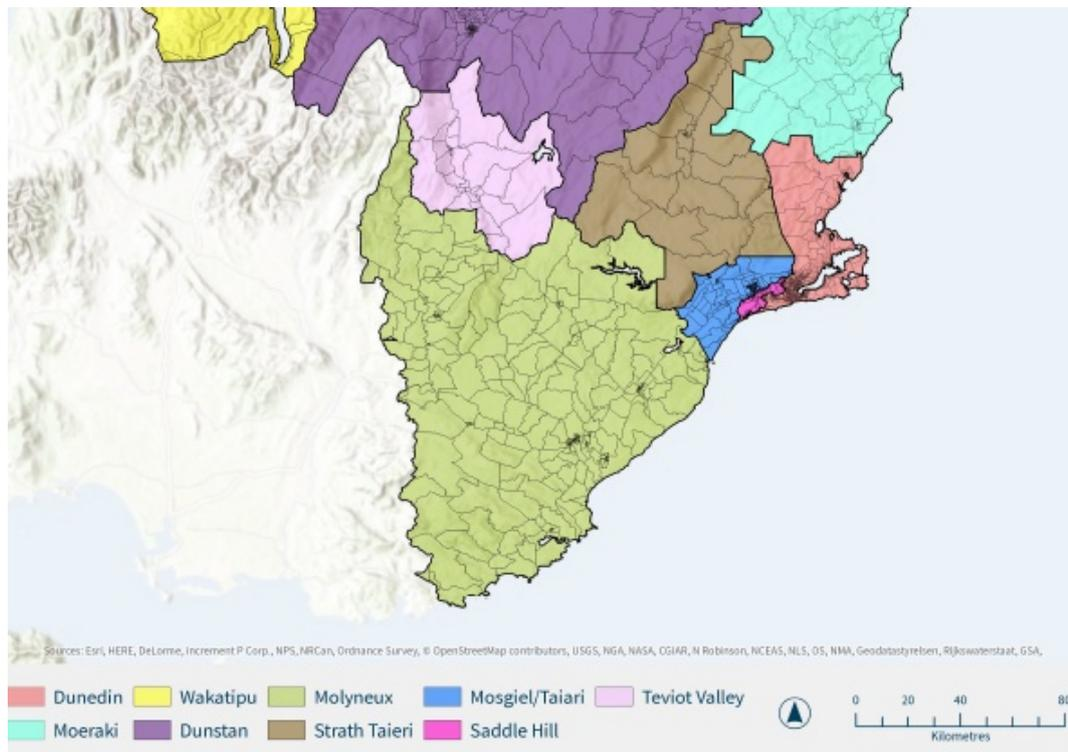 Sources: Esri, HERE, DeLorme, Increment P Corp., NPS, NRCan, Ordnance Survey, © OpenStreetMap contributors, USGS, NGA, NASA, CGIAR, N Robinson, NCEAS, NLS, OS, NMA, Geodatastyrelsen, Rijkswaterstaat, GSA,
Dunedin Wakatipu Molyneux Mosgiel/Taiari Teviot Valley
Moeraki Dunstan Strath Taieri Saddle Hill
0 20 40 80
Kilometres